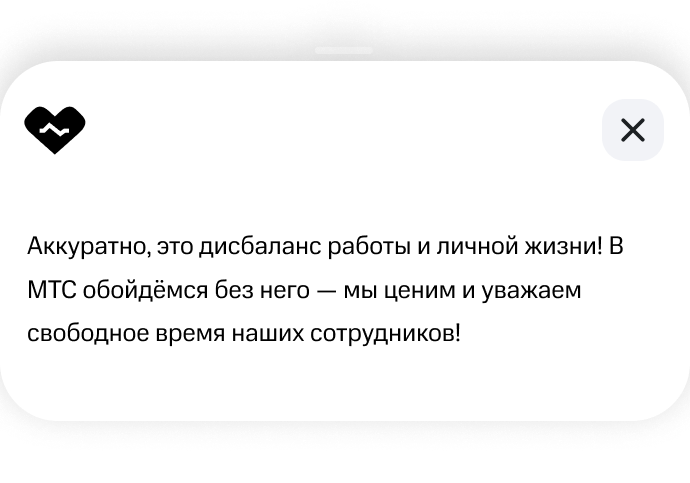 Аккуратно, это дисбаланс работы и личной жизни! В
МТС обойдёмся без него — мы ценим и уважаем
свободное время наших сотрудников!